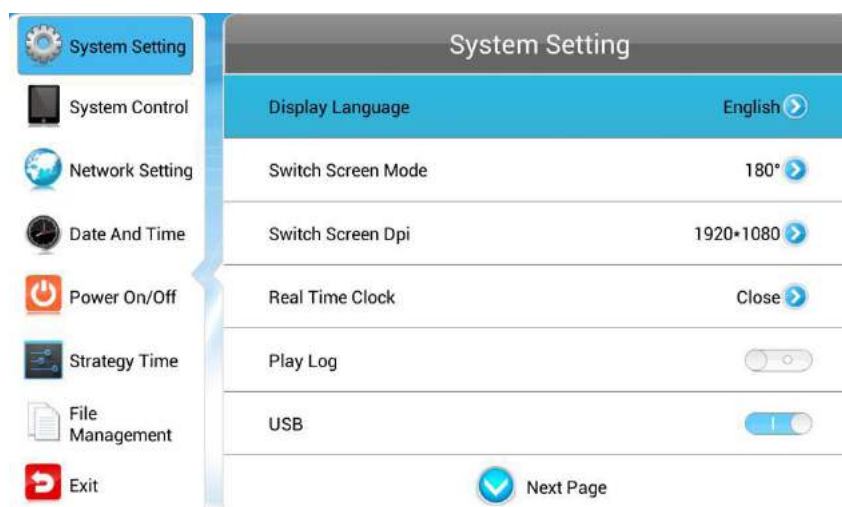 System Setting
System Control
Network Setting
Date And Time
Power On/Off
Strategy Time
File
Management
Exit
System Setting
Display Language English
Switch Screen Mode 180°
Switch Screen Dpi 1920*1080
Real Time Clock Close
Play Log
USB
Next Page